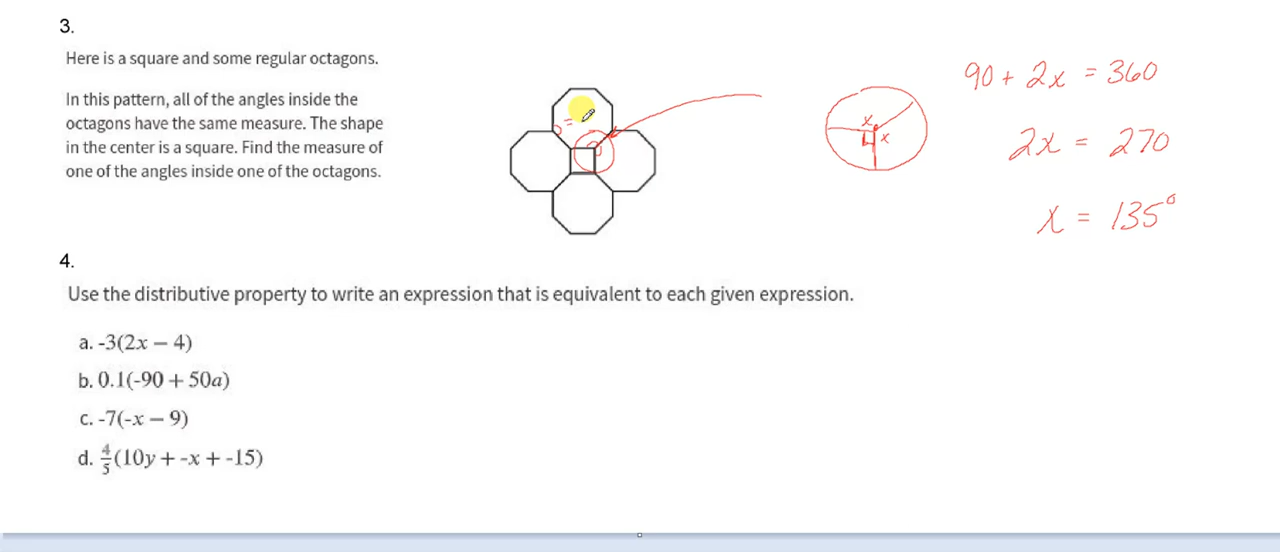 3.
Here is a square and some regular octagons.
In this pattern, all of the angles inside the
octagons have the same measure. The shape
in the center is a square. Find the measure of
one of the angles inside one of the octagons.
x
x
90 + 2x = 360
2x = 270
x = 135°
4.
Use the distributive property to write an expression that is equivalent to each given expression.
a. -3(2x − 4)
b. 0.1(-90 + 50a)
c. -7(-x − 9)
d. 4/5(10y + -x + -15)